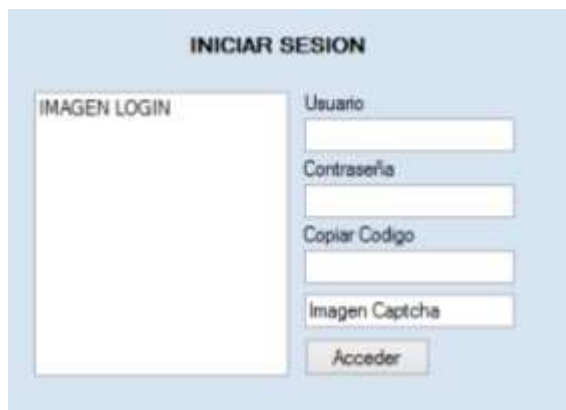 INICIAR SESION
IMAGEN LOGIN
Usuario
Contraseña
Copiar Codigo
Imagen Captcha
Acceder